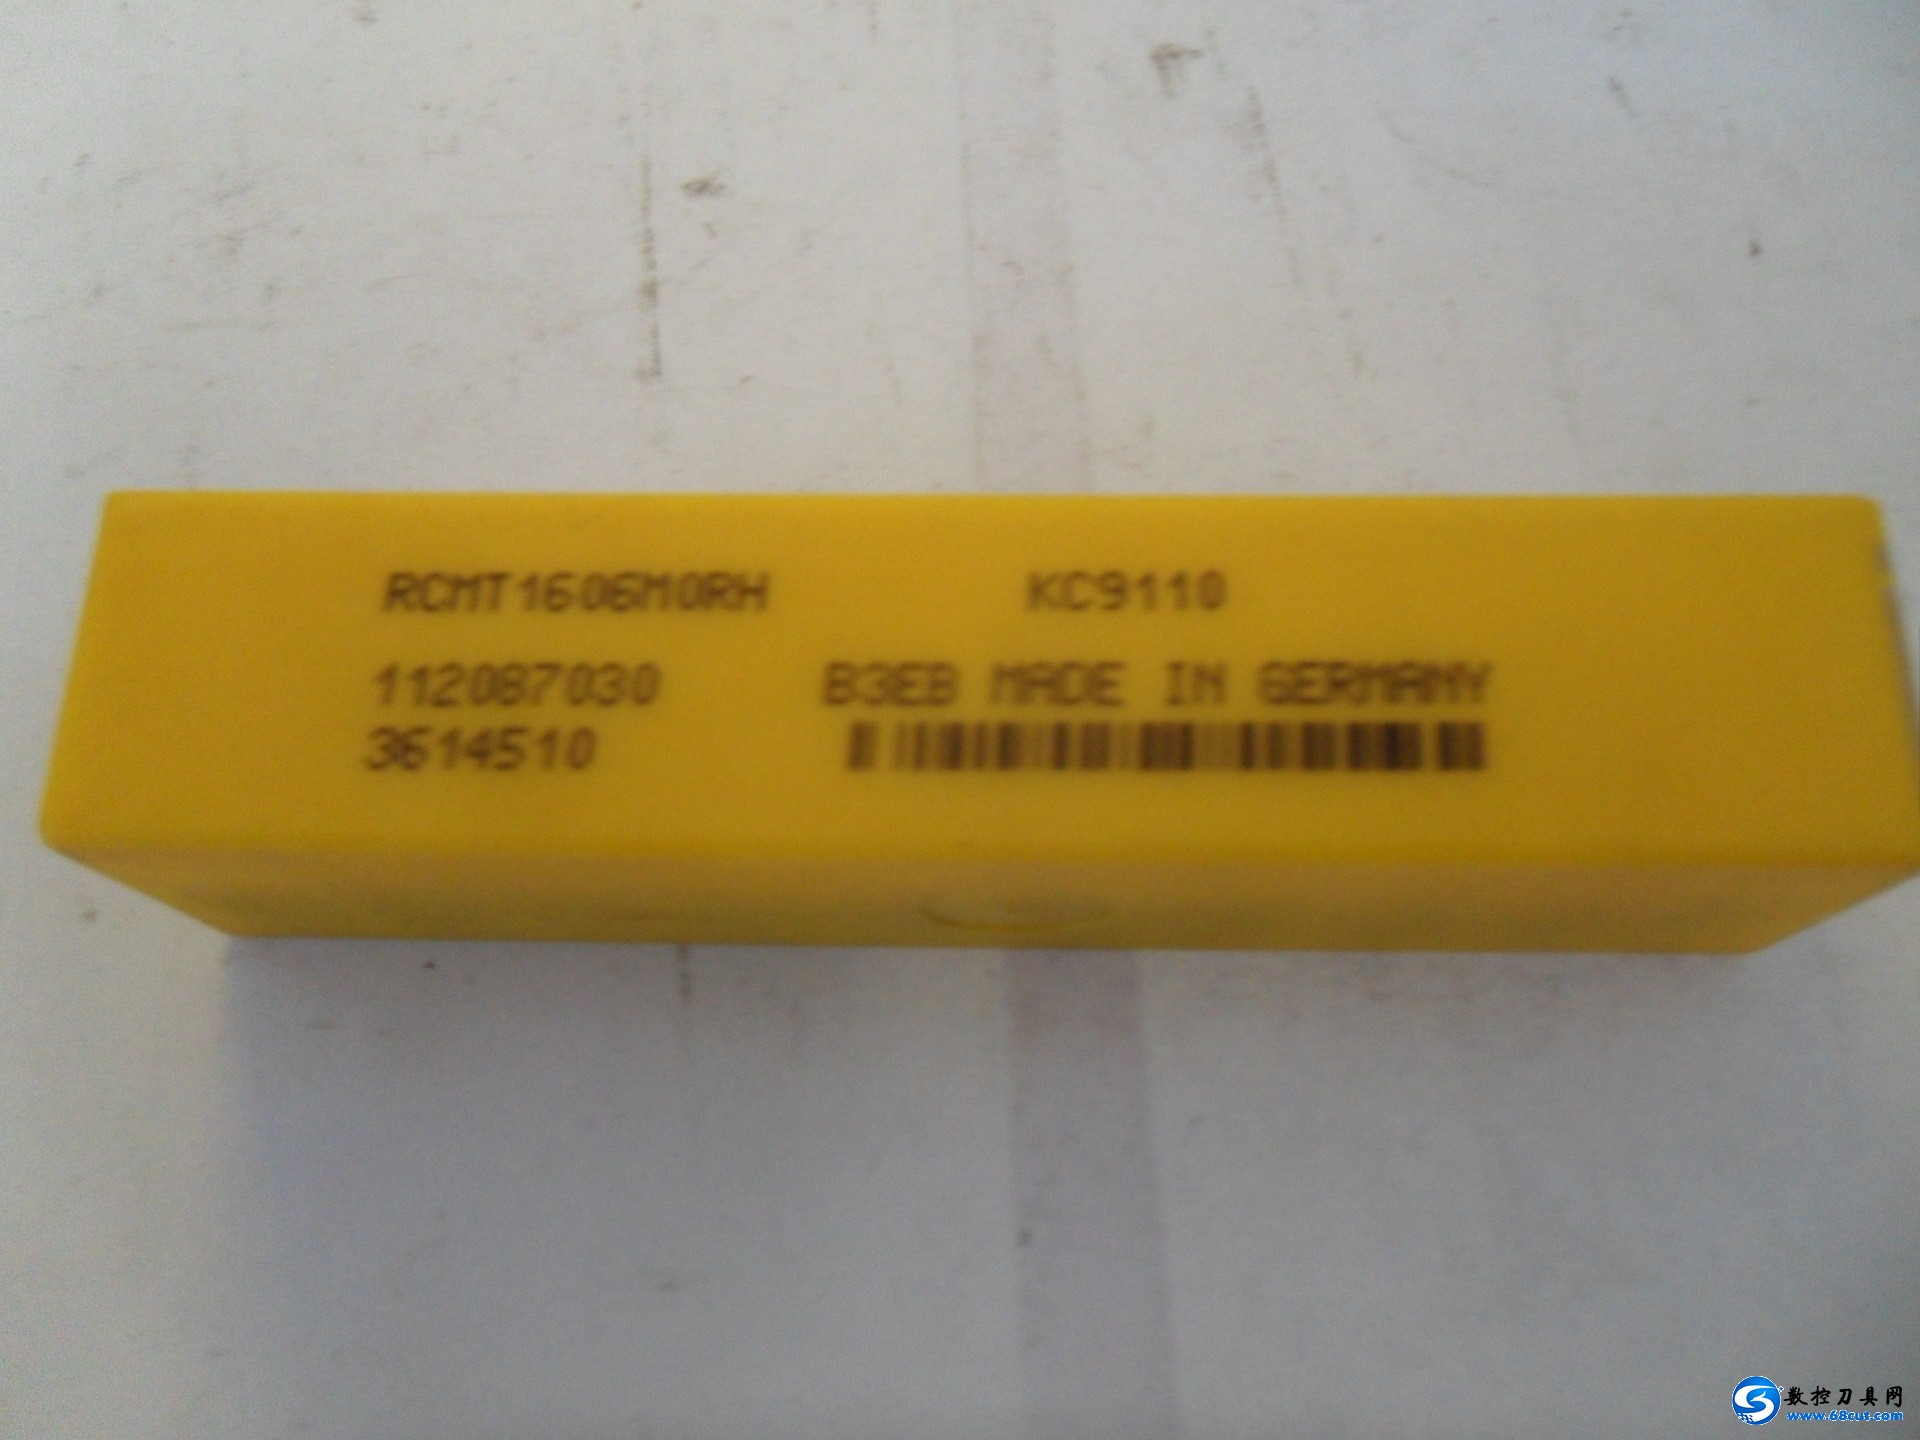 RCMT1606M0RH KC9110
112087030 B3EB MADE IN GERMANY
3614510
数控刀具网
www.68cut.com